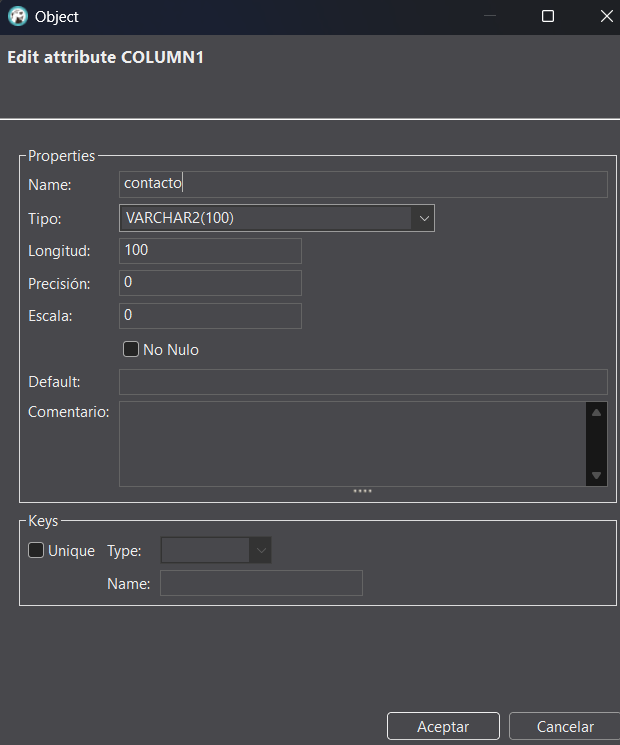 Object
Edit attribute COLUMN1
Properties
Name: contacto
Tipo: VARCHAR2(100)
Longitud: 100
Precisión: 0
Escala: 0
No Nulo
Default:
Comentario:
Keys
Unique Type:
Name:
Aceptar Cancelar